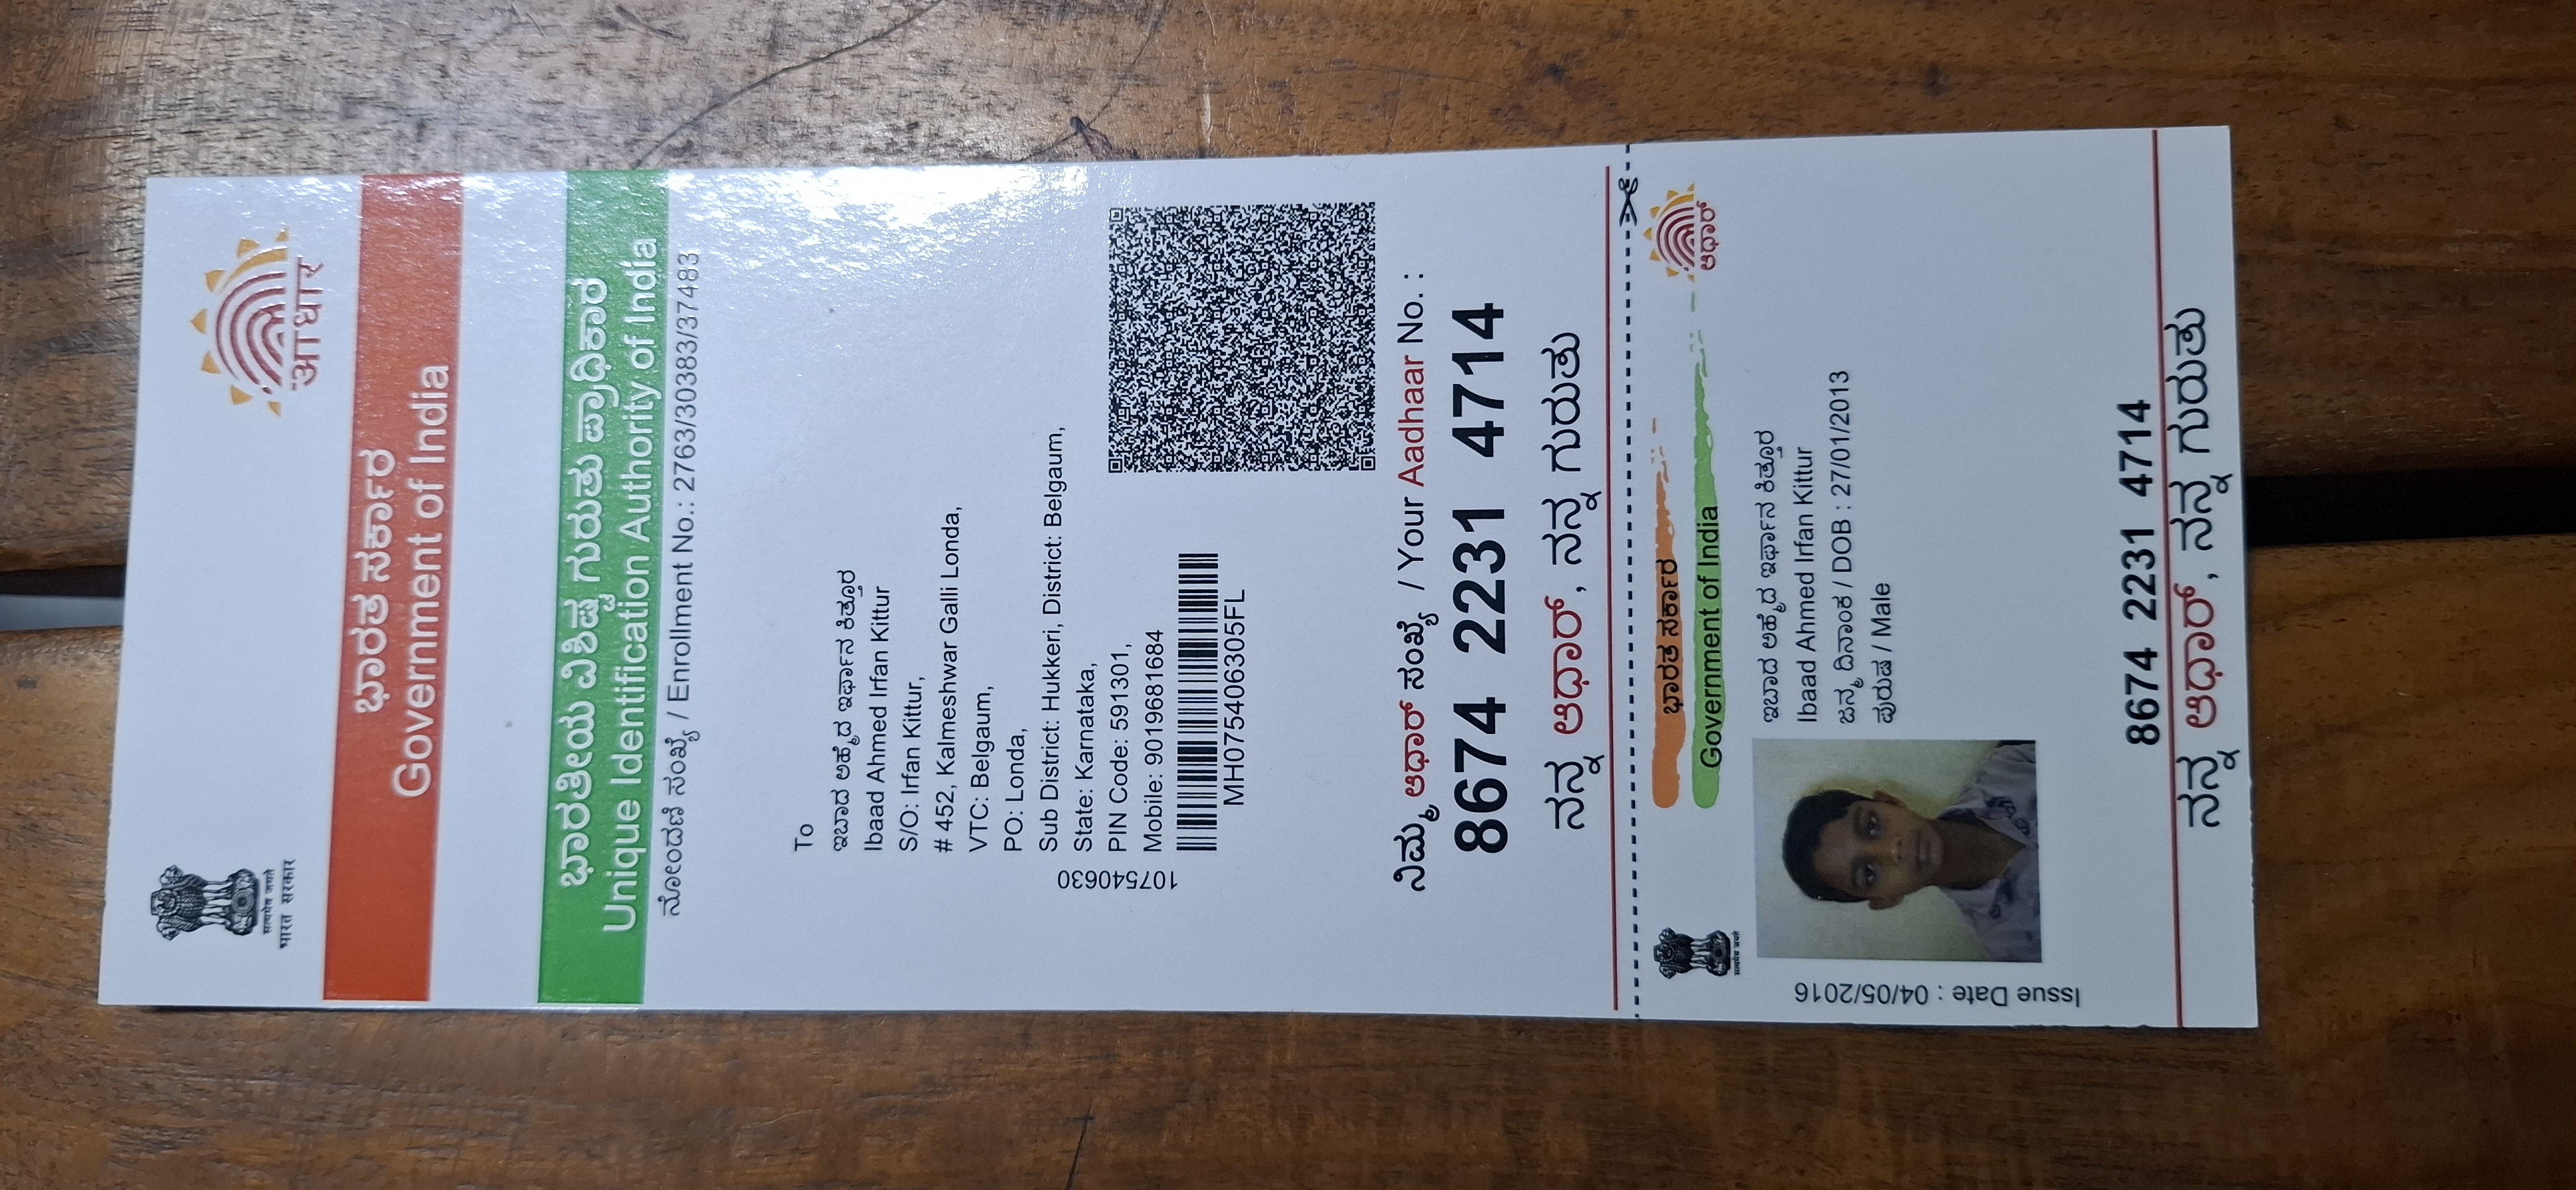 सत्यमेव जयते
भारत सरकार
आधार
ಭಾರತ ಸರ್ಕಾರ
Government of India
ಭಾರತೀಯ ವಿಶಿಷ್ಟ ಗುರುತು ಪ್ರಾಧಿಕಾರ
Unique Identification Authority of India
ನೋಂದಣಿ ಸಂಖ್ಯೆ / Enrollment No.: 2763/30383/37483
To
ಇಬಾದ ಅಹ್ಮೆದ ಇರ್ಫಾನ ಕಿತ್ತೂರ
Ibaad Ahmed Irfan Kittur
S/O: Irfan Kittur,
# 452, Kalmeshwar Galli Londa,
VTC: Belgaum,
PO: Londa,
Sub District: Hukkeri, District: Belgaum,
State: Karnataka,
PIN Code: 591301,
Mobile: 9019681684
107540630
MH075406305FL
ನಿಮ್ಮ ಆಧಾರ್ ಸಂಖ್ಯೆ / Your Aadhaar No. :
8674 2231 4714
ನನ್ನ ಆಧಾರ್, ನನ್ನ ಗುರುತು
सत्यमेव जयते
ಭಾರತ ಸರ್ಕಾರ
Government of India
ಆಧಾರ್
Issue Date : 04/05/2016
ಇಬಾದ ಅಹ್ಮೆದ ಇರ್ಫಾನ ಕಿತ್ತೂರ
Ibaad Ahmed Irfan Kittur
ಜನ್ಮ ದಿನಾಂಕ / DOB : 27/01/2013
ಪುರುಷ / Male
8674 2231 4714
ನನ್ನ ಆಧಾರ್, ನನ್ನ ಗುರುತು